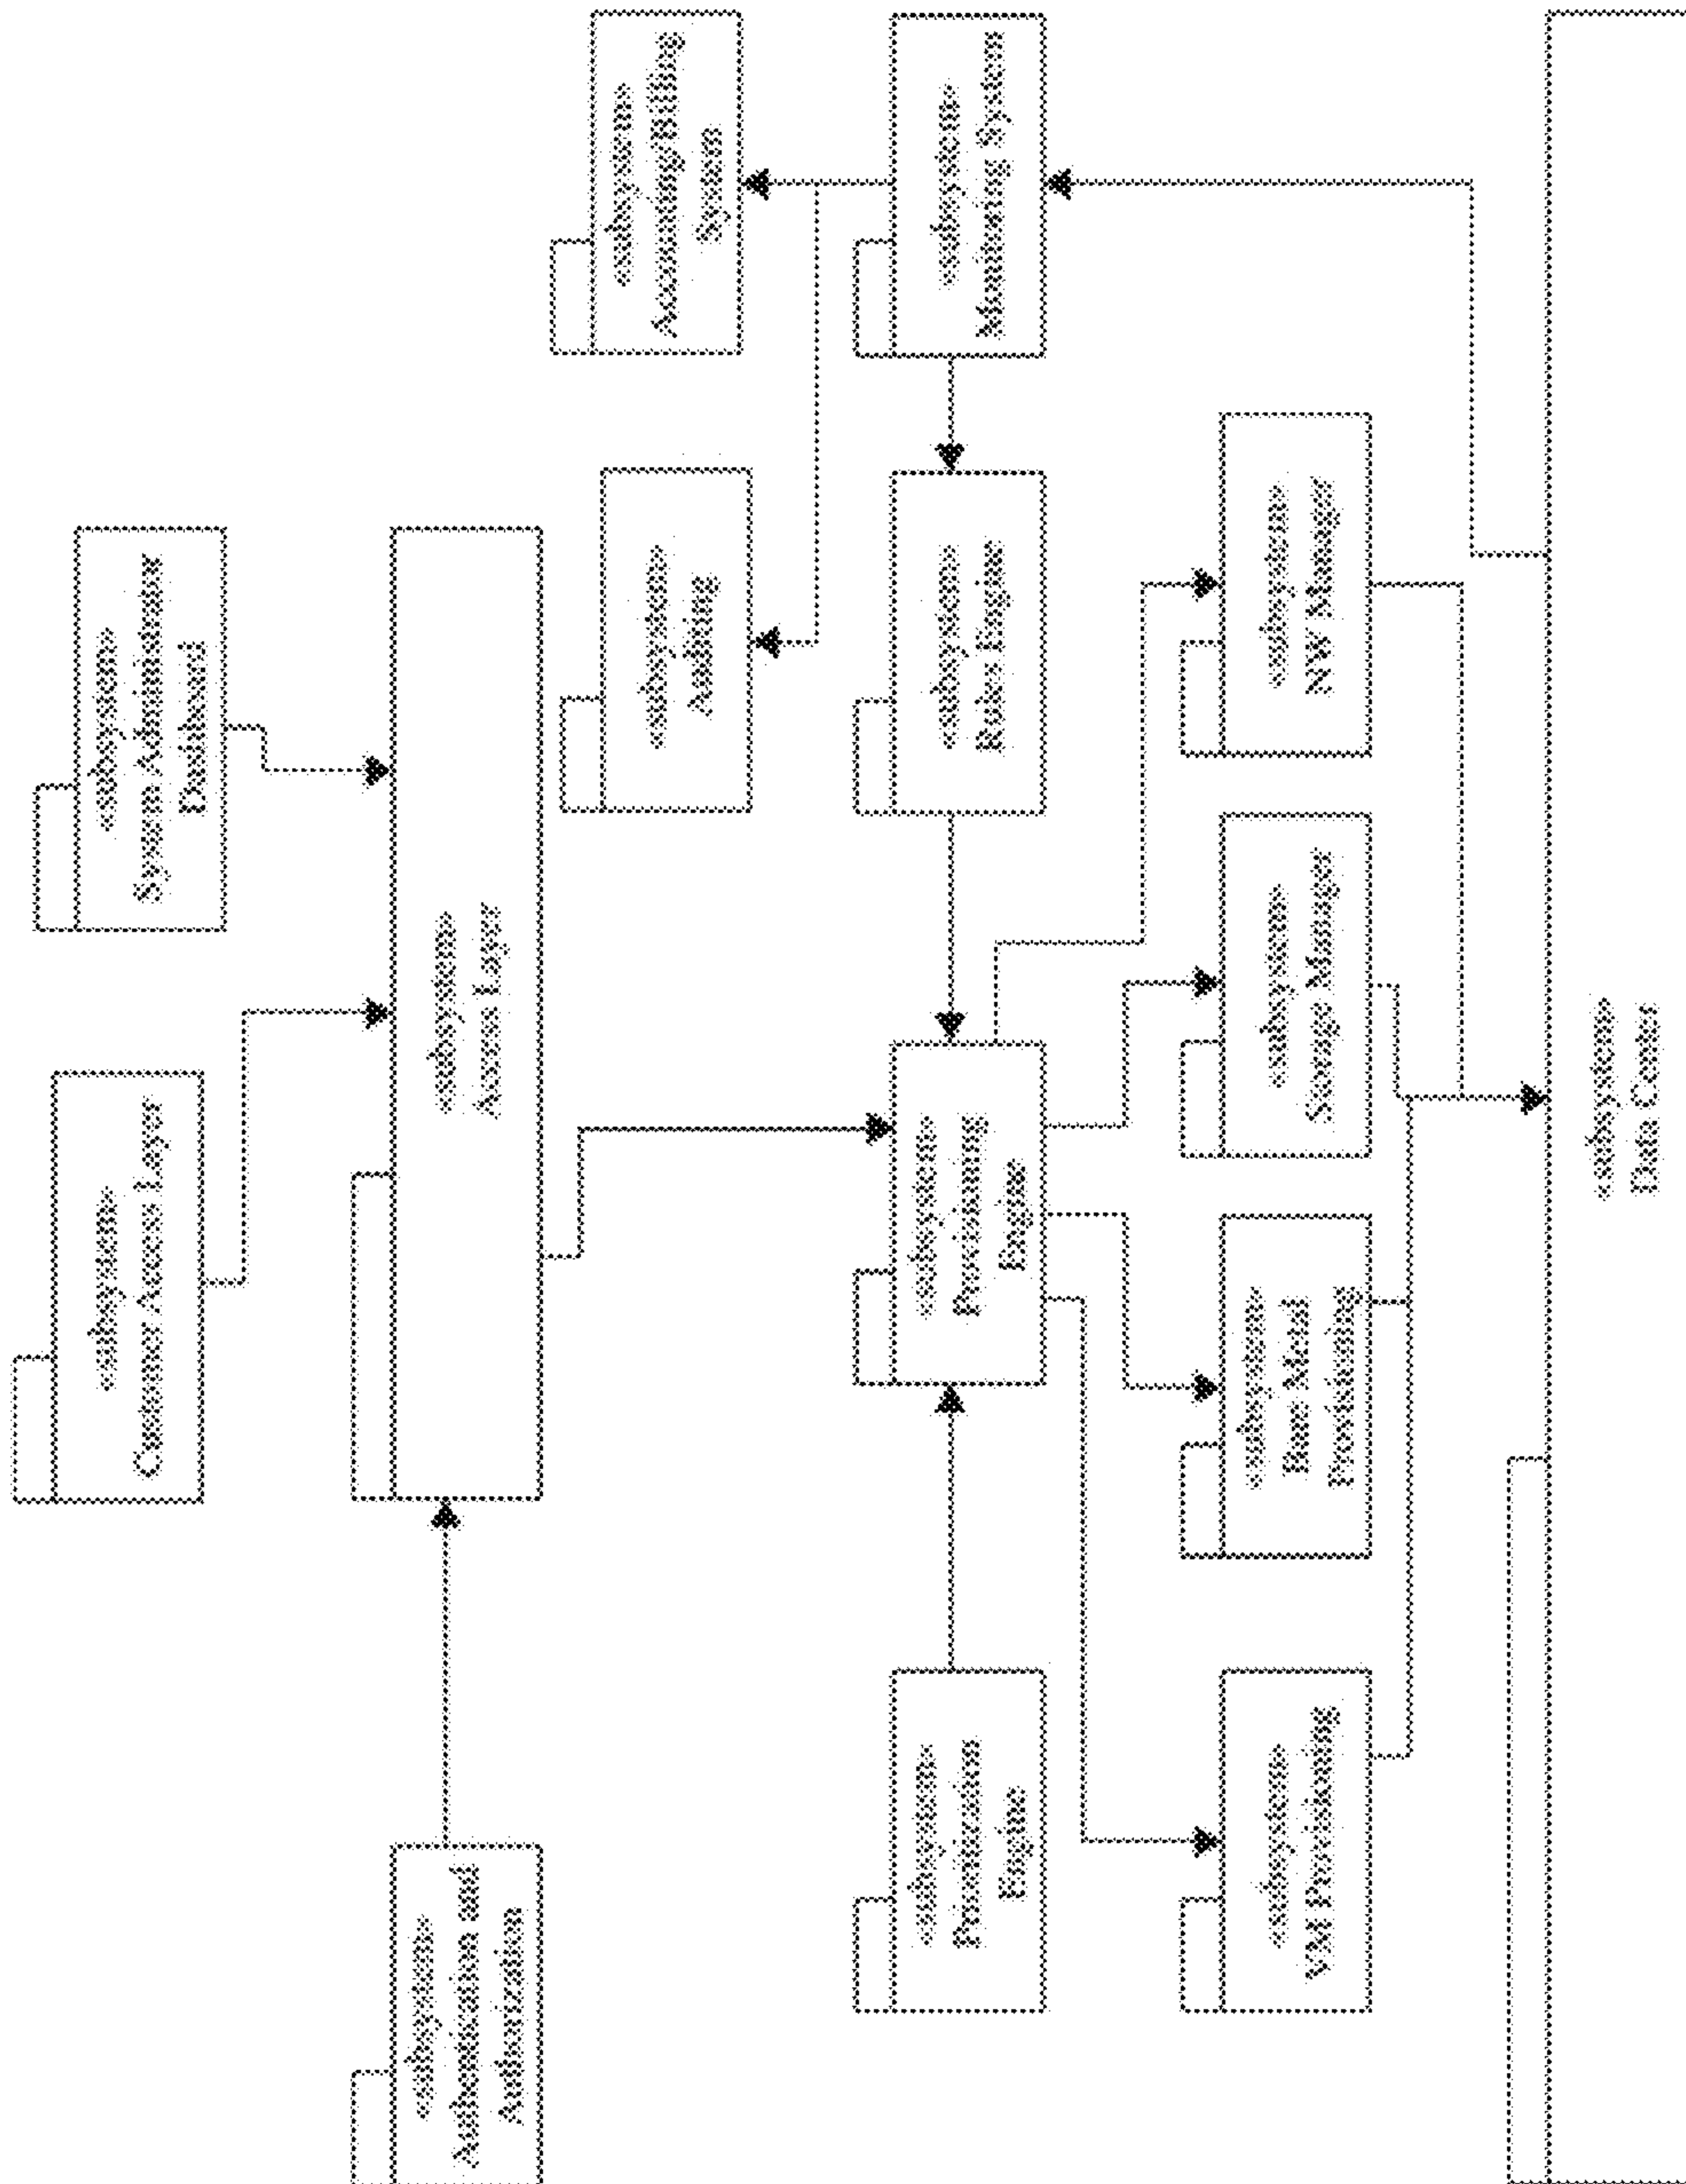 «subsystem»
Customer Access Layer
«subsystem»
System Administrator
Dashboard
«subsystem»
Authentication and
Authorization
«subsystem»
Access Layer
«subsystem»
Auditing
«subsystem»
Accounting/Billing
System
«subsystem»
Prioritization
Engine
«subsystem»
Provisioning
Engine
«subsystem»
Rules Engine
«subsystem»
Monitoring System
«subsystem»
VM Provisioning
«subsystem»
Bare Metal
Provisioning
«subsystem»
Storage Manager
«subsystem»
NW Manager
«subsystem»
Data Center